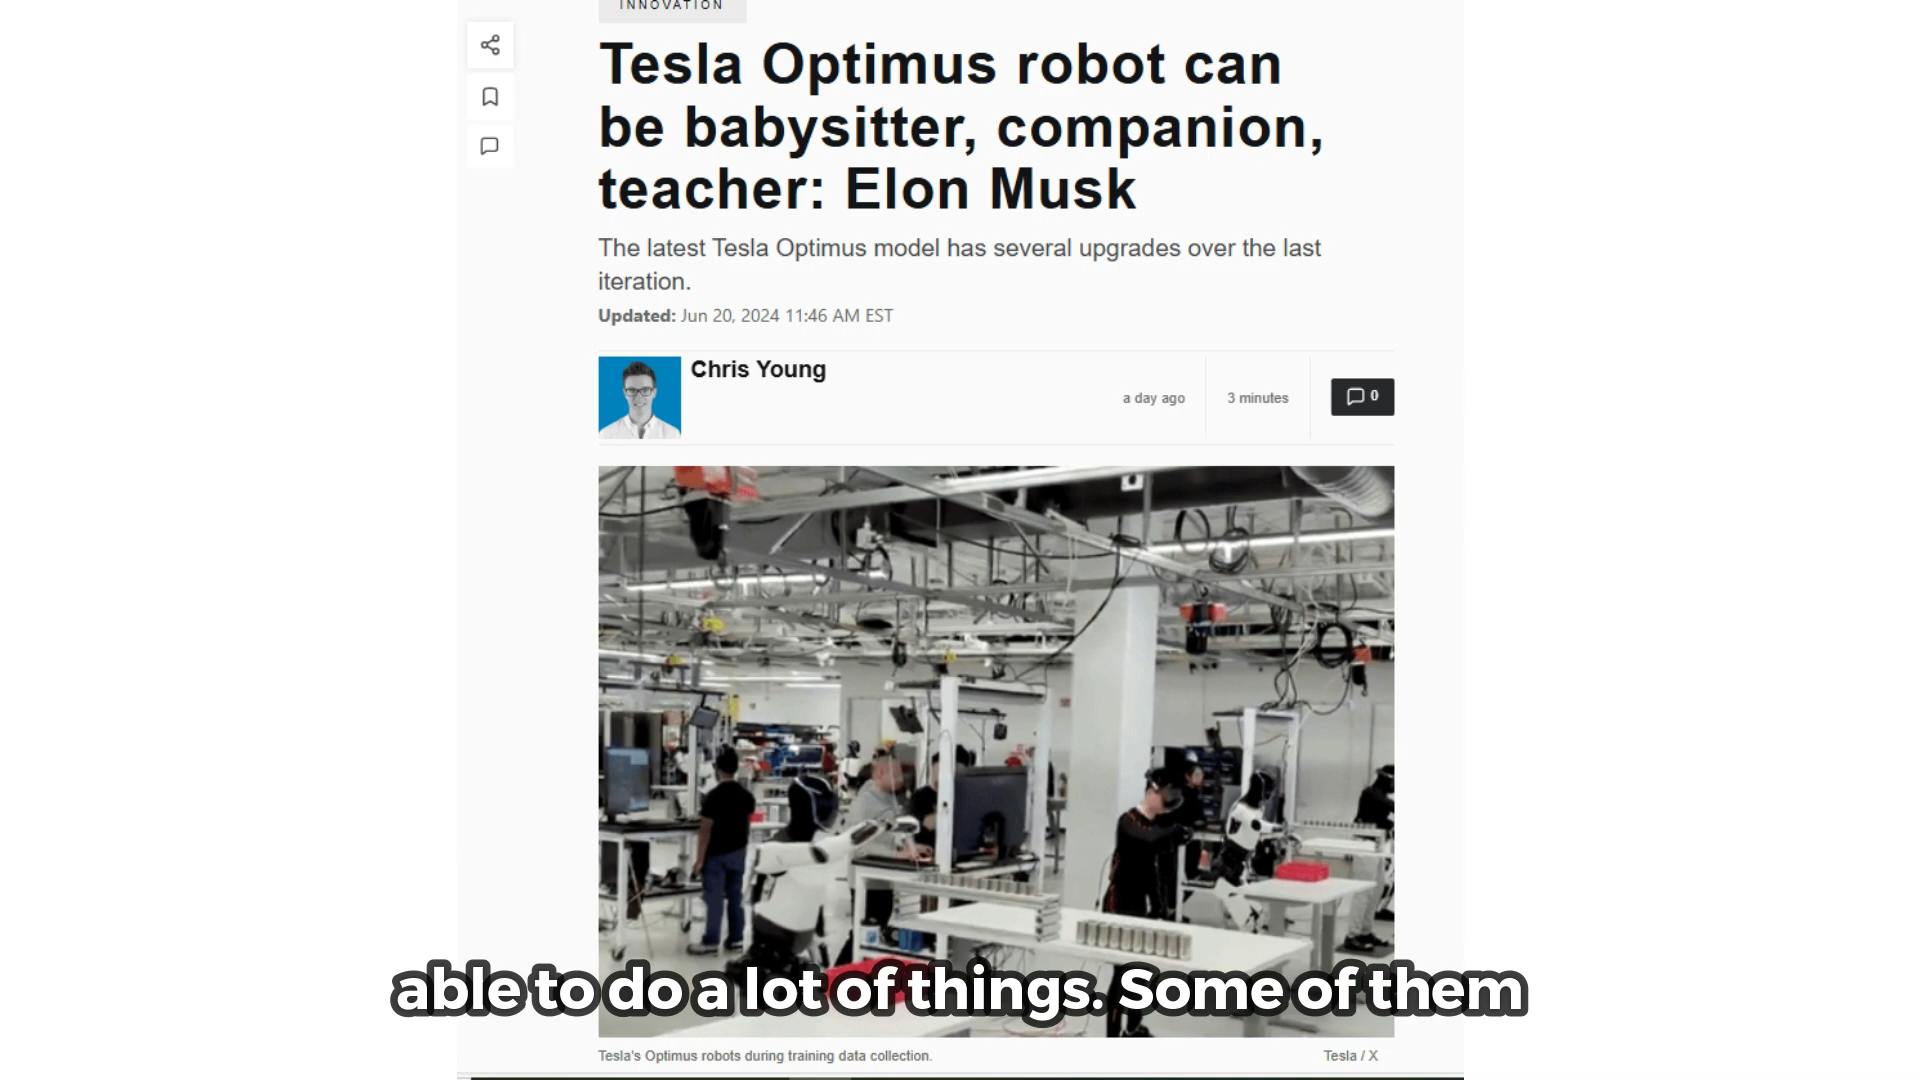 INNOVATION
Tesla Optimus robot can
be babysitter, companion,
teacher: Elon Musk
The latest Tesla Optimus model has several upgrades over the last
iteration.
Updated: Jun 20, 2024 11:46 AM EST
Chris Young
a day ago
3 minutes
0
able to do a lot of things. Some of them
Tesla's Optimus robots during training data collection.
Tesla / X